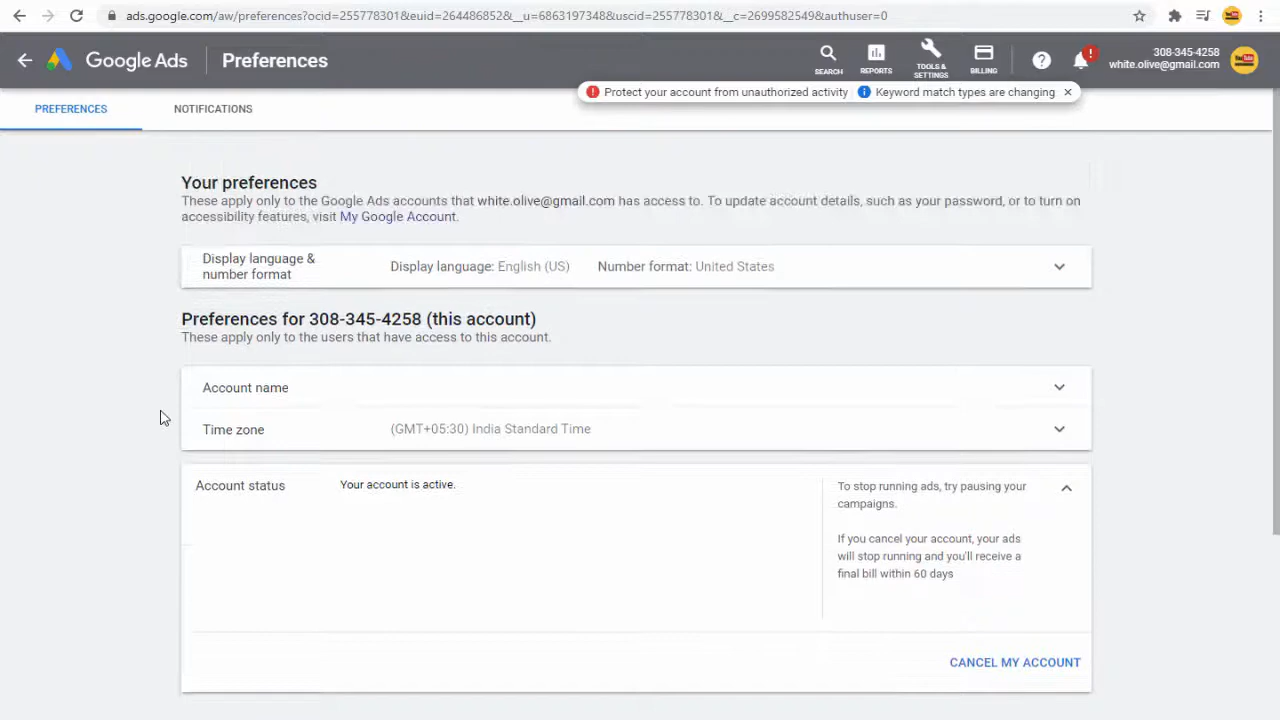 ads.google.com/aw/preferences?ocid=255778301&euid=264486852&__u=6863197348&uscid=255778301&__c=2699582549&authuser=0
Google Ads
Preferences
SEARCH
REPORTS
TOOLS &
SETTINGS
BILLING
308-345-4258
white.olive@gmail.com
Protect your account from unauthorized activity
Keyword match types are changing
PREFERENCES
NOTIFICATIONS
Your preferences
These apply only to the Google Ads accounts that white.olive@gmail.com has access to. To update account details, such as your password, or to turn on
accessibility features, visit My Google Account.
Display language &
number format
Display language: English (US)
Number format: United States
Preferences for 308-345-4258 (this account)
These apply only to the users that have access to this account.
Account name
Time zone
(GMT+05:30) India Standard Time
Account status
Your account is active.
To stop running ads, try pausing your
campaigns.
If you cancel your account, your ads
will stop running and you'll receive a
final bill within 60 days
CANCEL MY ACCOUNT